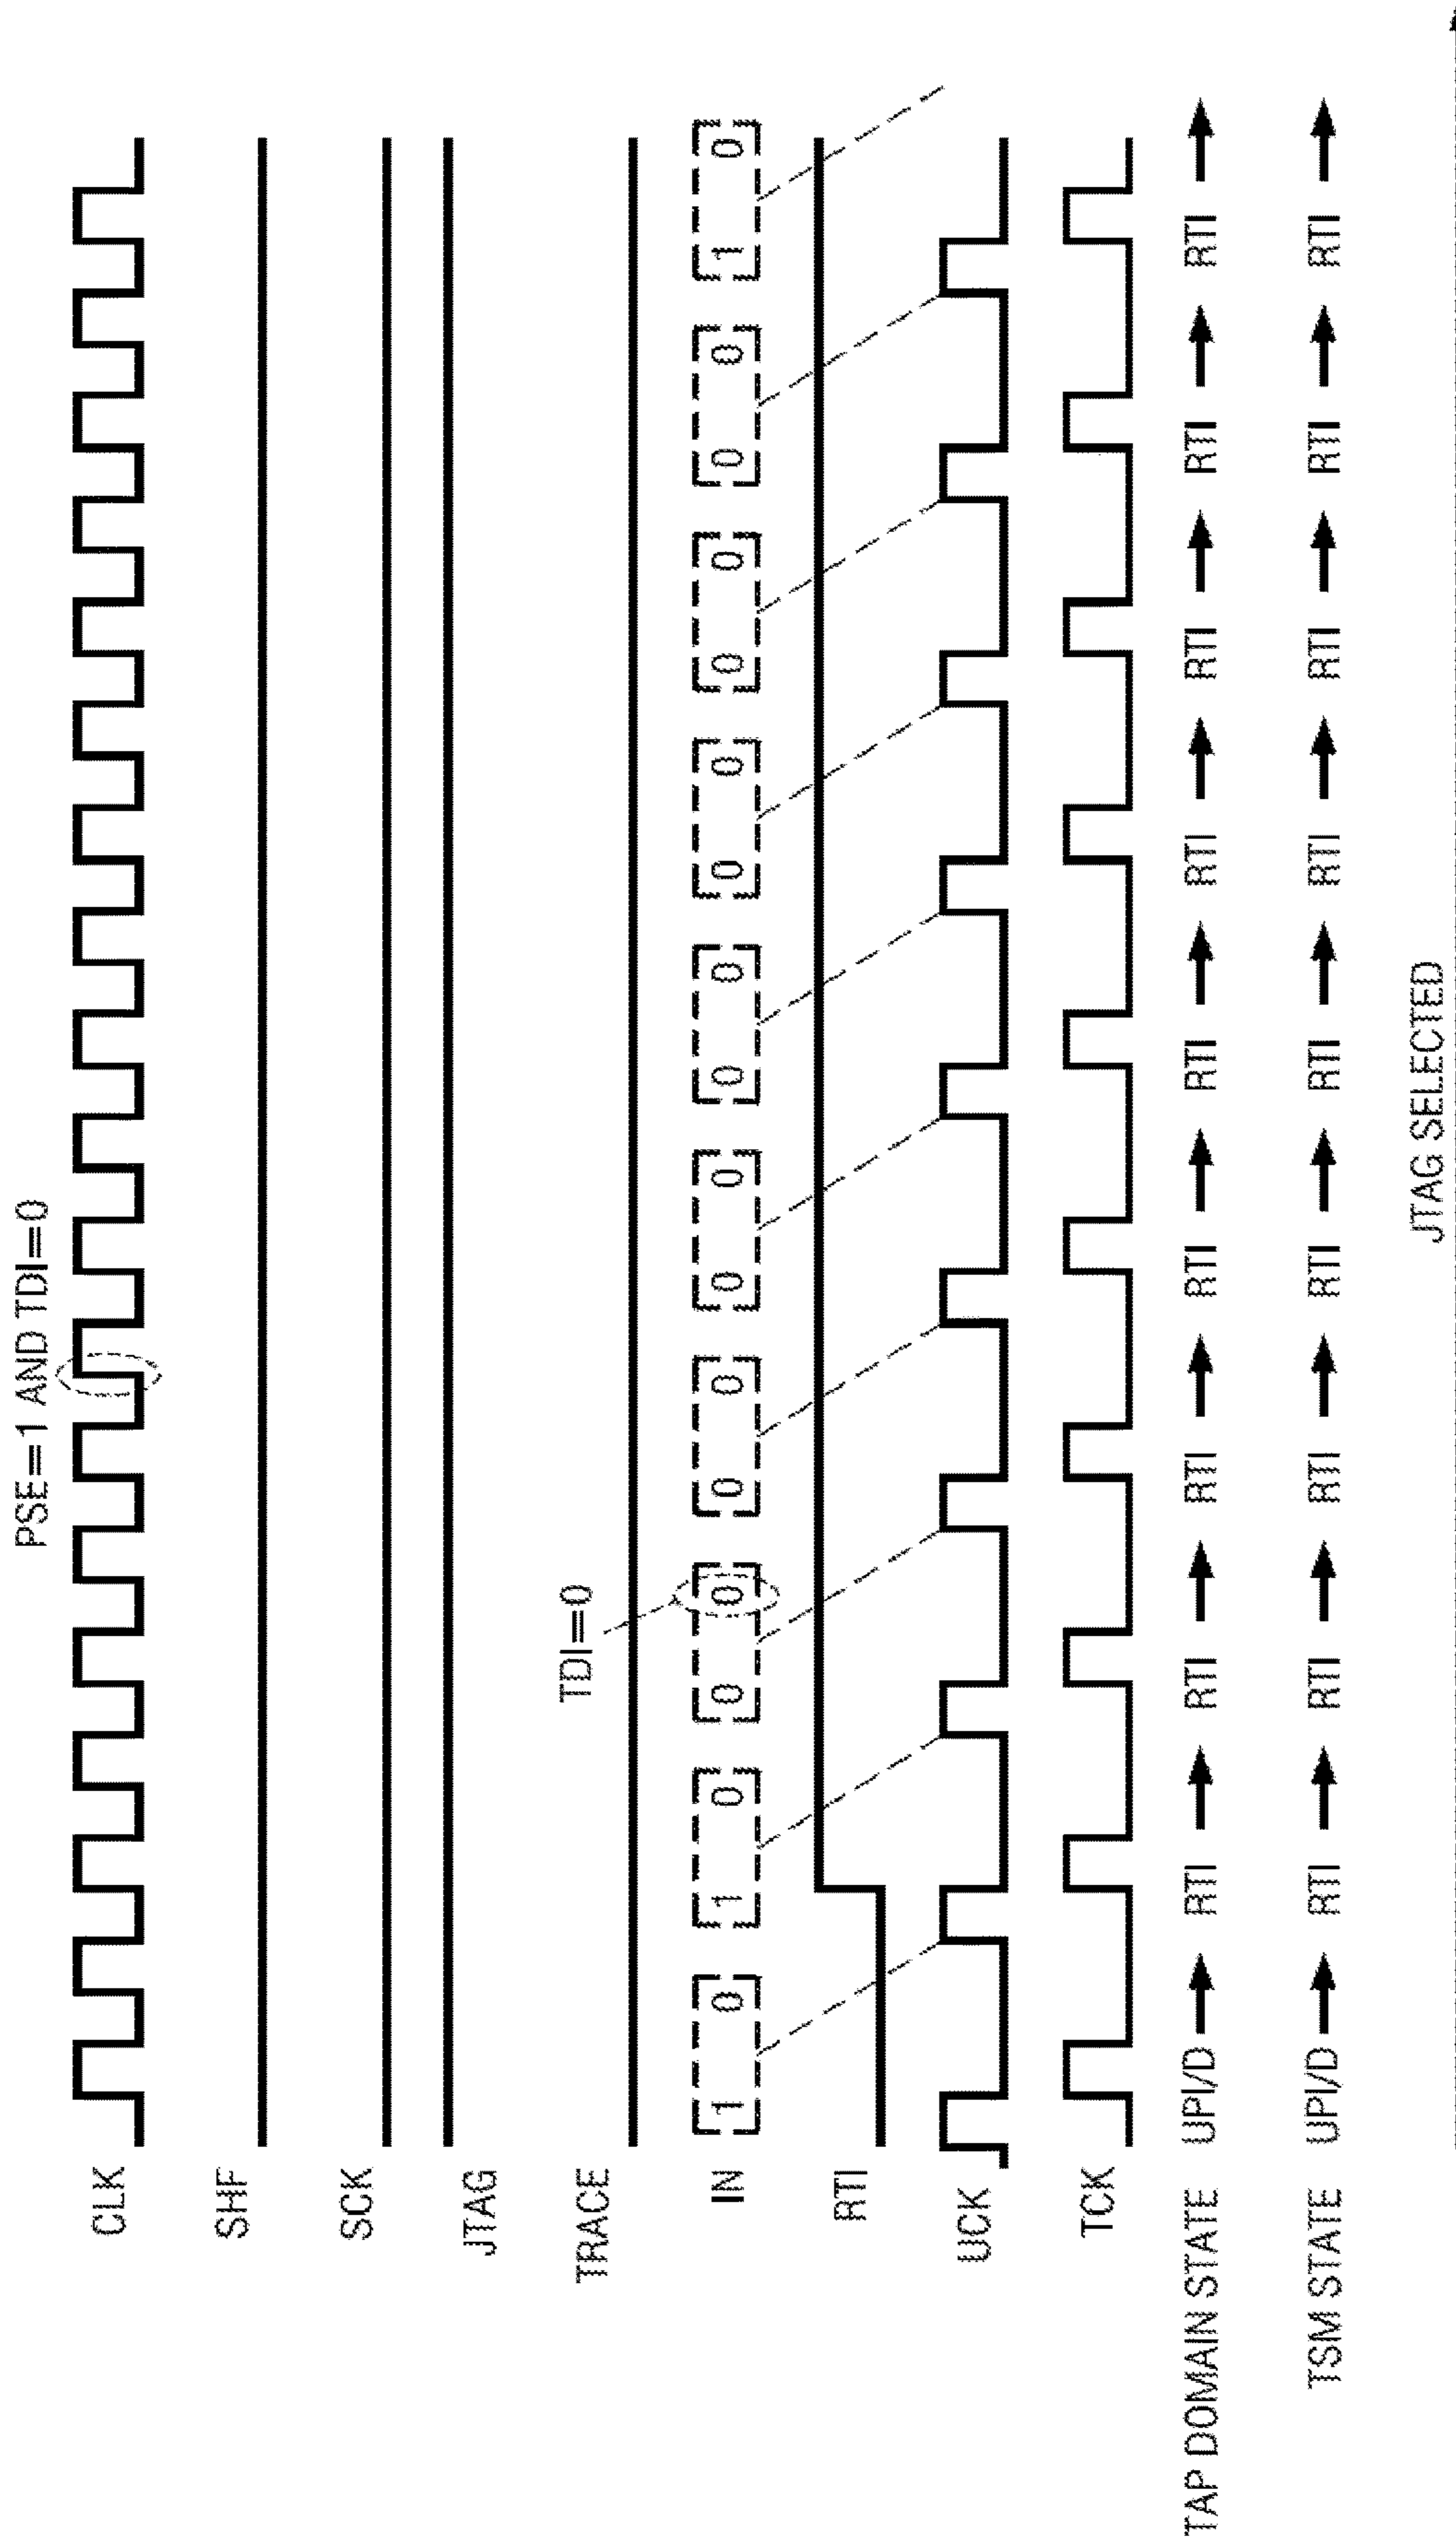 PSE=1 AND TDI=0
CLK
SHF
SCK
JTAG
TDI=0
TRACE
IN 1 0 1 0 0 0 0 0 0 0 0 0 0 0 0 0 0 0 1 0
RTI
UCK
TCK
TAP DOMAIN STATE UPI/D → RTI → RTI → RTI → RTI → RTI → RTI → RTI → RTI → RTI →
TSM STATE UPI/D → RTI → RTI → RTI → RTI → RTI → RTI → RTI → RTI → RTI →
JTAG SELECTED